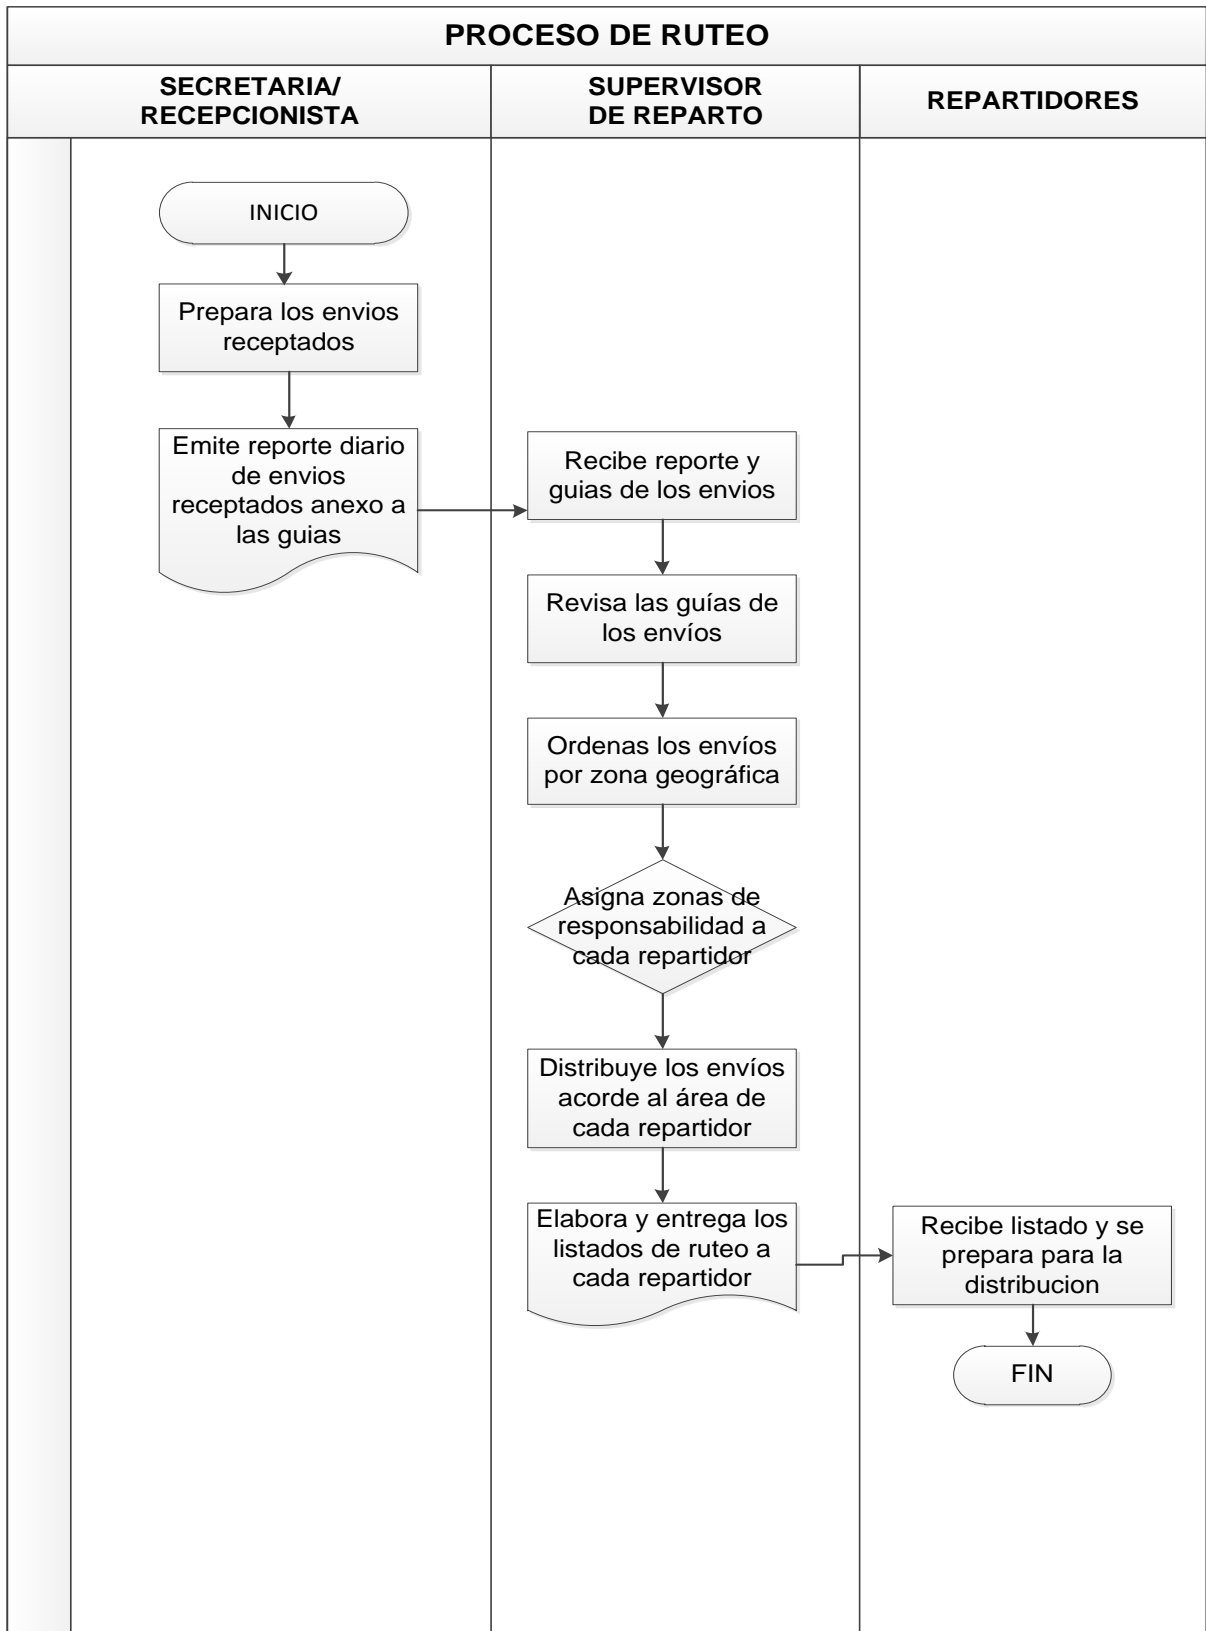 PROCESO DE RUTEO
SECRETARIA/
RECEPCIONISTA
SUPERVISOR
DE REPARTO
REPARTIDORES
INICIO
Prepara los envios
receptados
Emite reporte diario
de envios
receptados anexo a
las guias
Recibe reporte y
guias de los envios
Revisa las guías de
los envíos
Ordenas los envíos
por zona geográfica
Asigna zonas de
responsabilidad a
cada repartidor
Distribuye los envíos
acorde al área de
cada repartidor
Elabora y entrega los
listados de ruteo a
cada repartidor
Recibe listado y se
prepara para la
distribucion
FIN